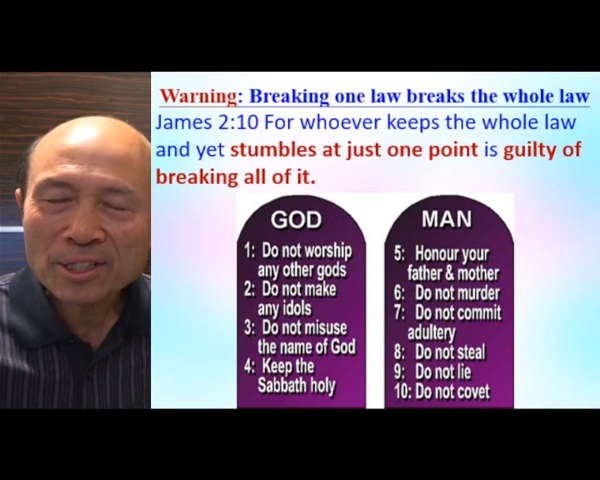 Warning: Breaking one law breaks the whole law
James 2:10 For whoever keeps the whole law
and yet stumbles at just one point is guilty of
breaking all of it.
GOD
1: Do not worship
any other gods
2: Do not make
any idols
3: Do not misuse
the name of God
4: Keep the
Sabbath holy
MAN
5: Honour your
father & mother
6: Do not murder
7: Do not commit
adultery
8: Do not steal
9: Do not lie
10: Do not covet